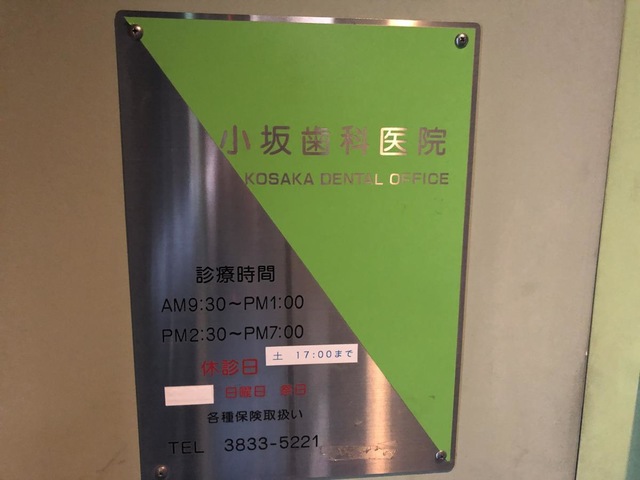 小坂歯科医院
KOSAKA DENTAL OFFICE
診療時間
AM9:30～PM1:00
PM2:30～PM7:00
土 17:00まで
休診日
日曜日 祭日
各種保険取扱い
TEL 3833-5221